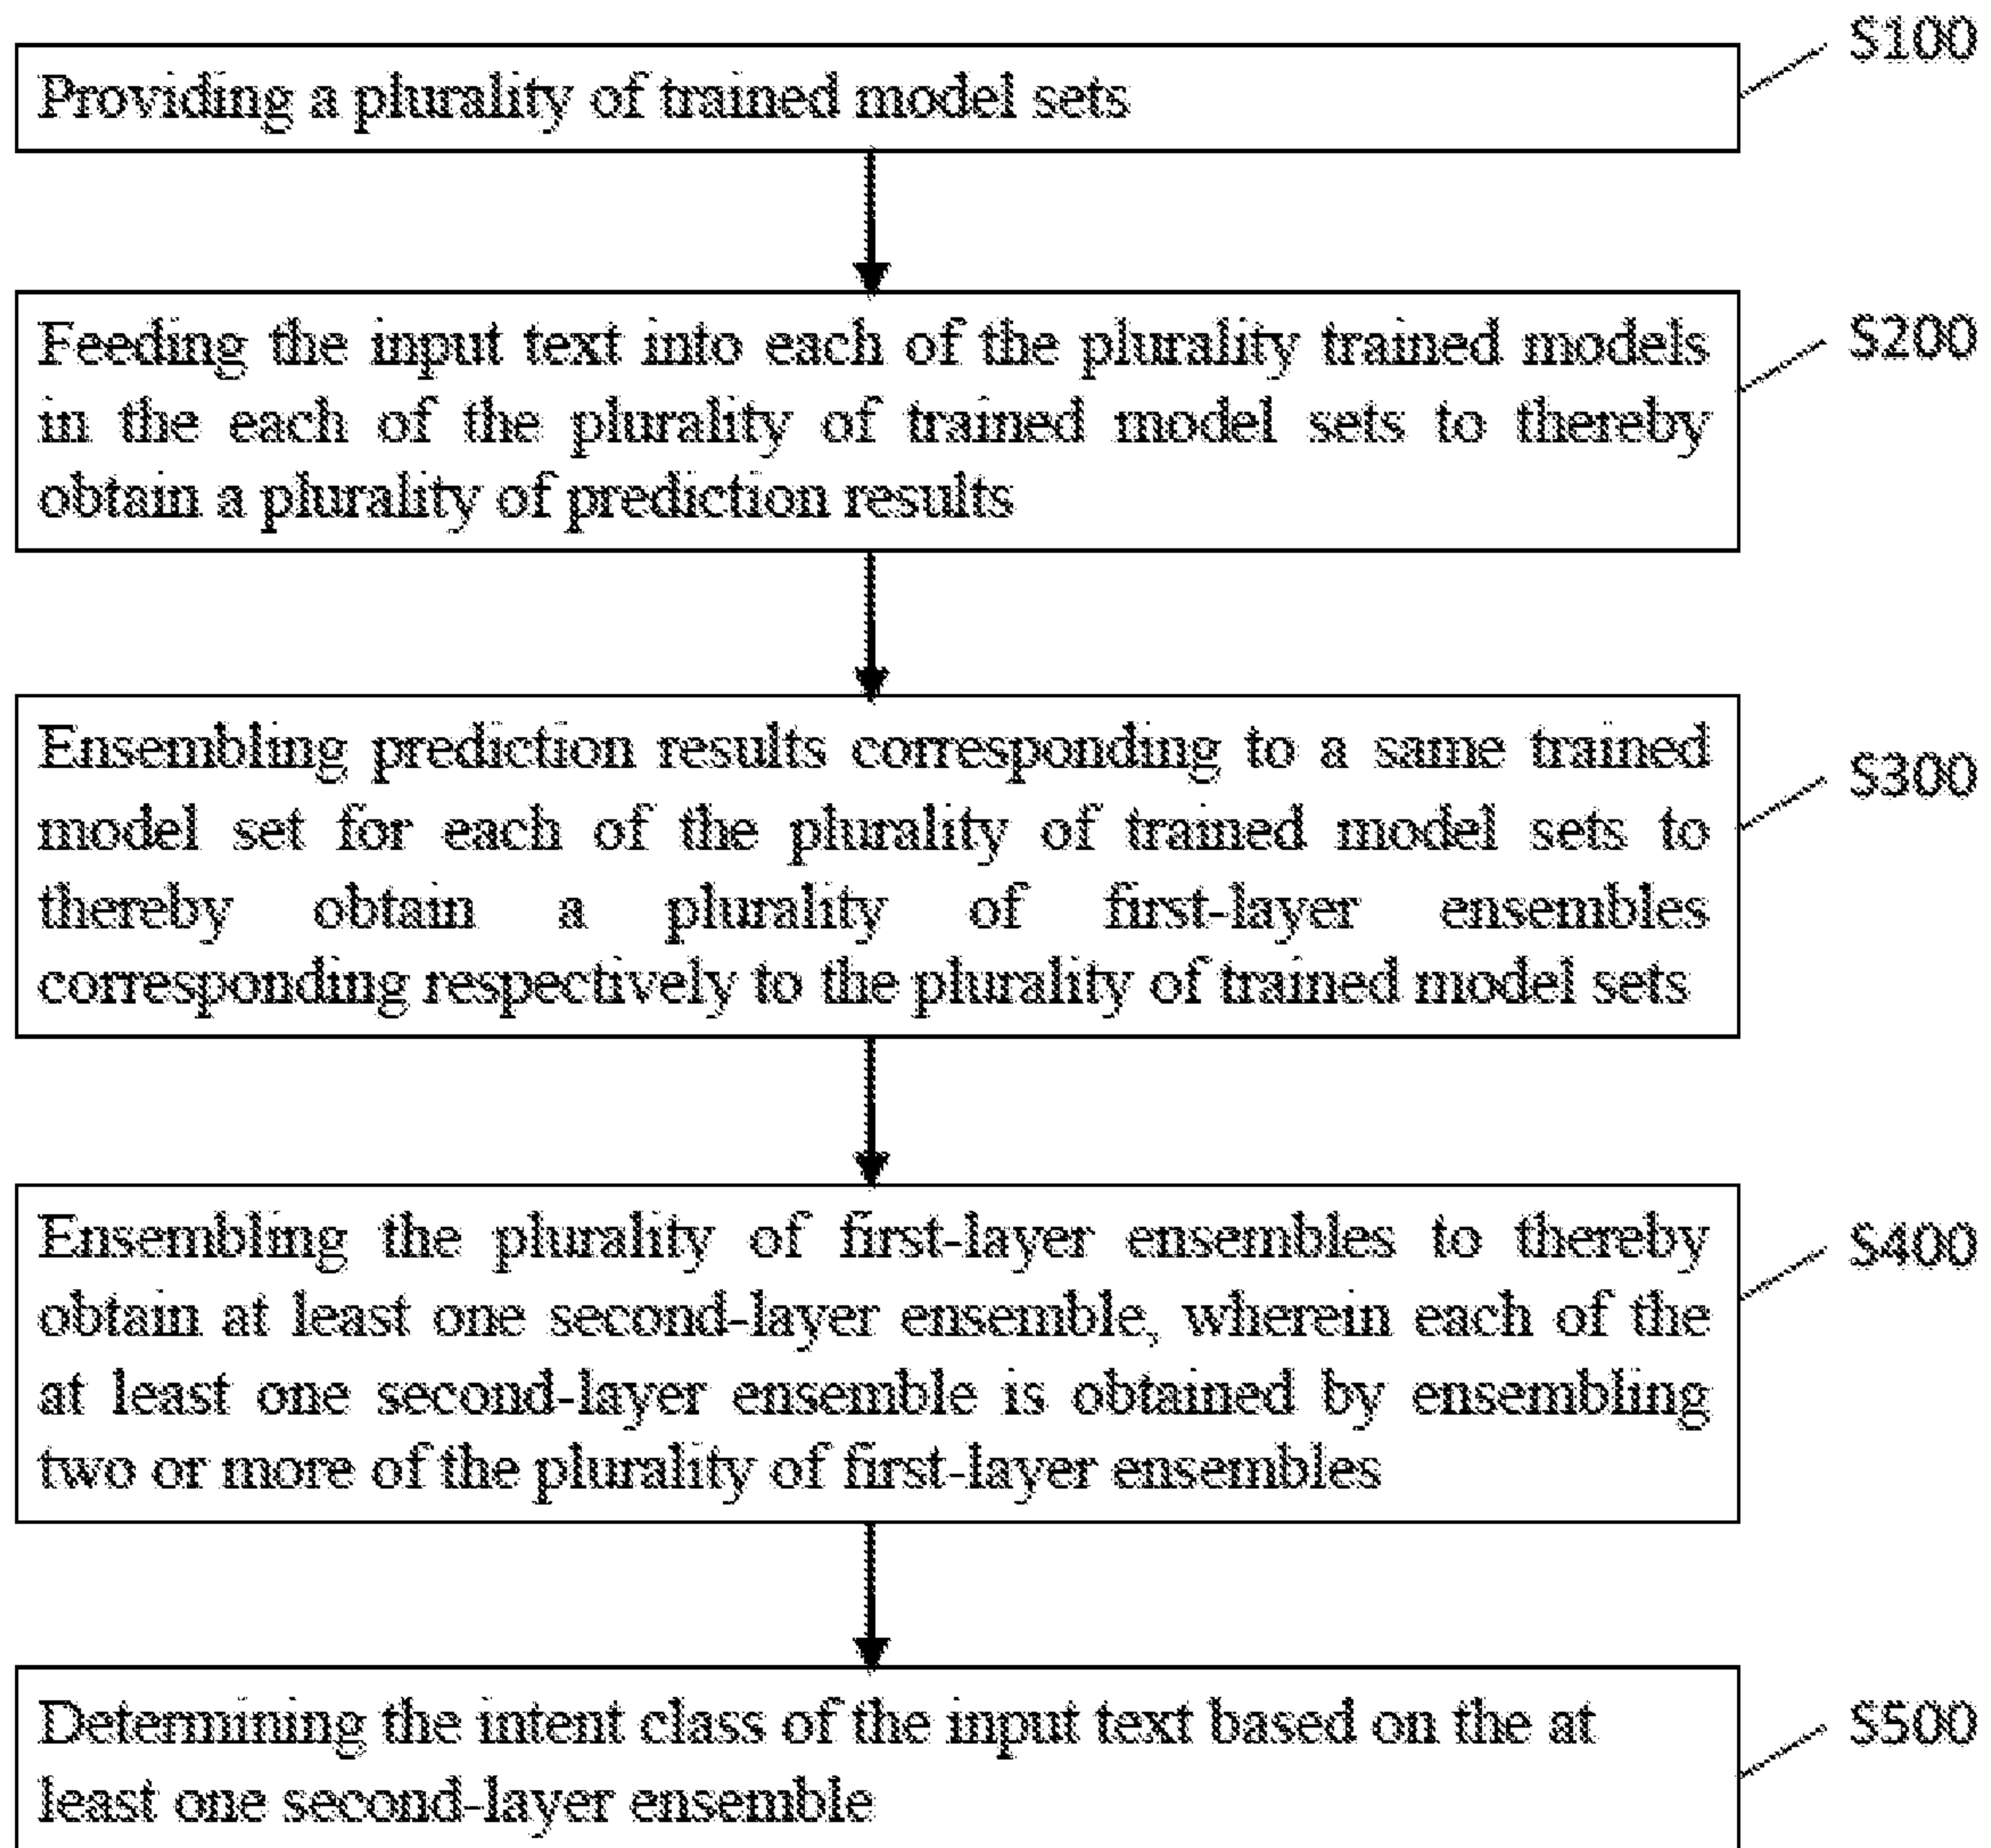 S100
Providing a plurality of trained model sets
Feeding the input text into each of the plurality trained models
S200
in the each of the plurality of trained model sets to thereby
obtain a plurality of prediction results
Ensembling prediction results corresponding to a same trained
S300
model set for each of the plurality of trained model sets to
thereby obtain a plurality of first-layer ensembles
corresponding respectively to the plurality of trained model sets
Ensembling the plurality of first-layer ensembles to thereby
S400
obtain at least one second-layer ensemble, wherein each of the
at least one second-layer ensemble is obtained by ensembling
two or more of the plurality of first-layer ensembles
Determining the intent class of the input text based on the at
S500
least one second-layer ensemble